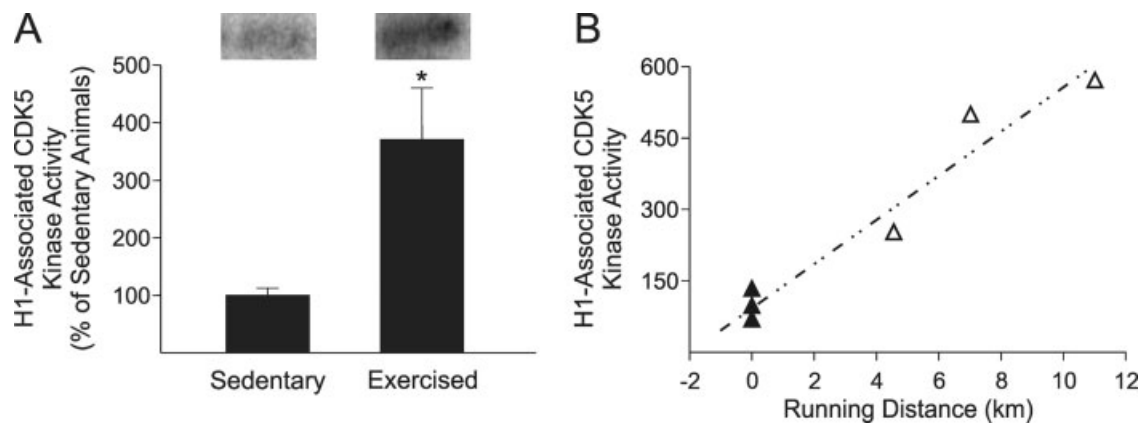 A
H1-Associated CDK5
Kinase Activity
(% of Sedentary Animals)
500
400
300
200
100
*
Sedentary
Exercised
B
H1-Associated CDK5
Kinase Activity
600
450
300
150
-2 0 2 4 6 8 10 12
Running Distance (km)